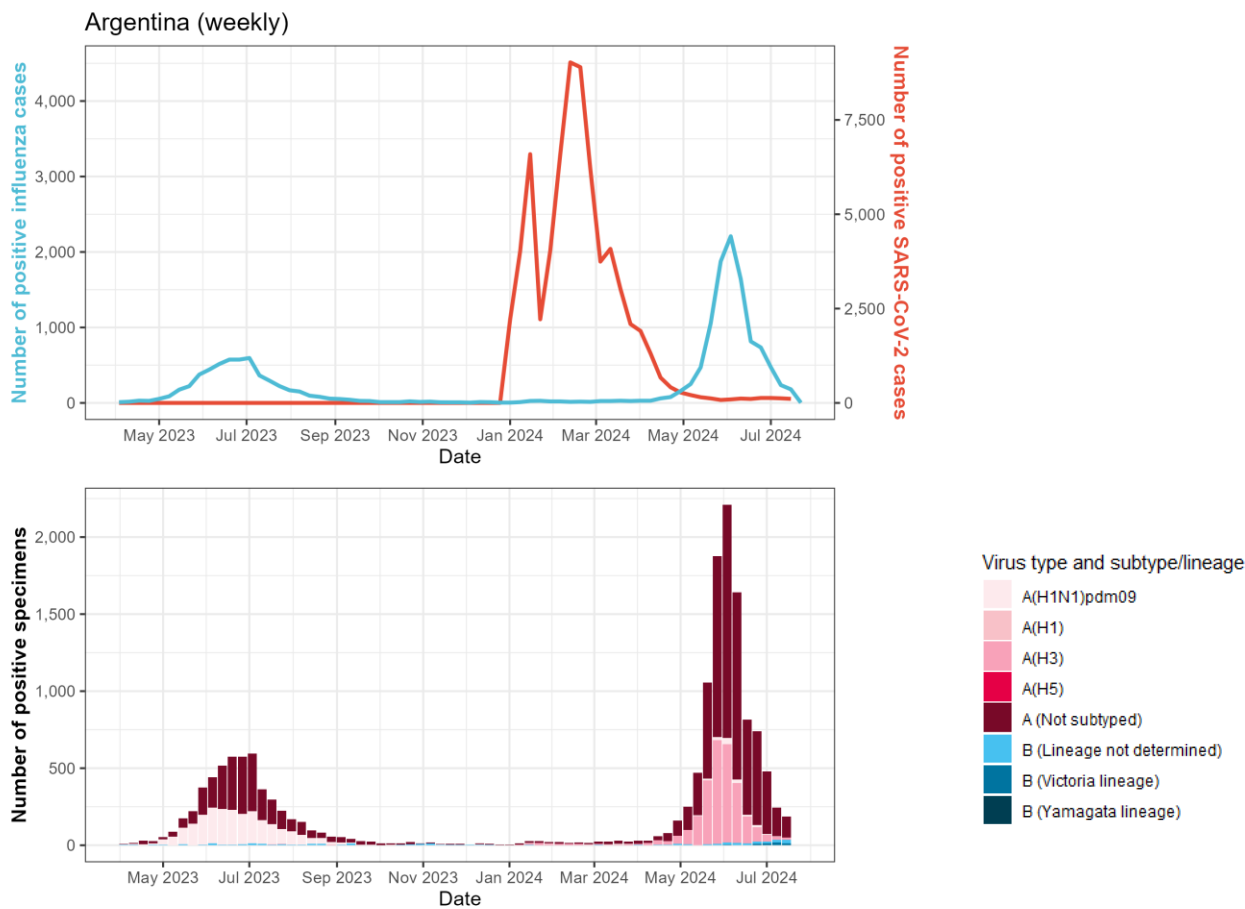 Argentina (weekly)
Number of positive influenza cases
4,000
3,000
2,000
1,000
0
7,500
5,000
2,500
0
Number of positive SARS-CoV-2 cases
May 2023 Jul 2023 Sep 2023 Nov 2023 Jan 2024 Mar 2024 May 2024 Jul 2024
Date
Number of positive specimens
2,000
1,500
1,000
500
0
May 2023 Jul 2023 Sep 2023 Nov 2023 Jan 2024 Mar 2024 May 2024 Jul 2024
Date
Virus type and subtype/lineage
A(H1N1)pdm09
A(H1)
A(H3)
A(H5)
A (Not subtyped)
B (Lineage not determined)
B (Victoria lineage)
B (Yamagata lineage)